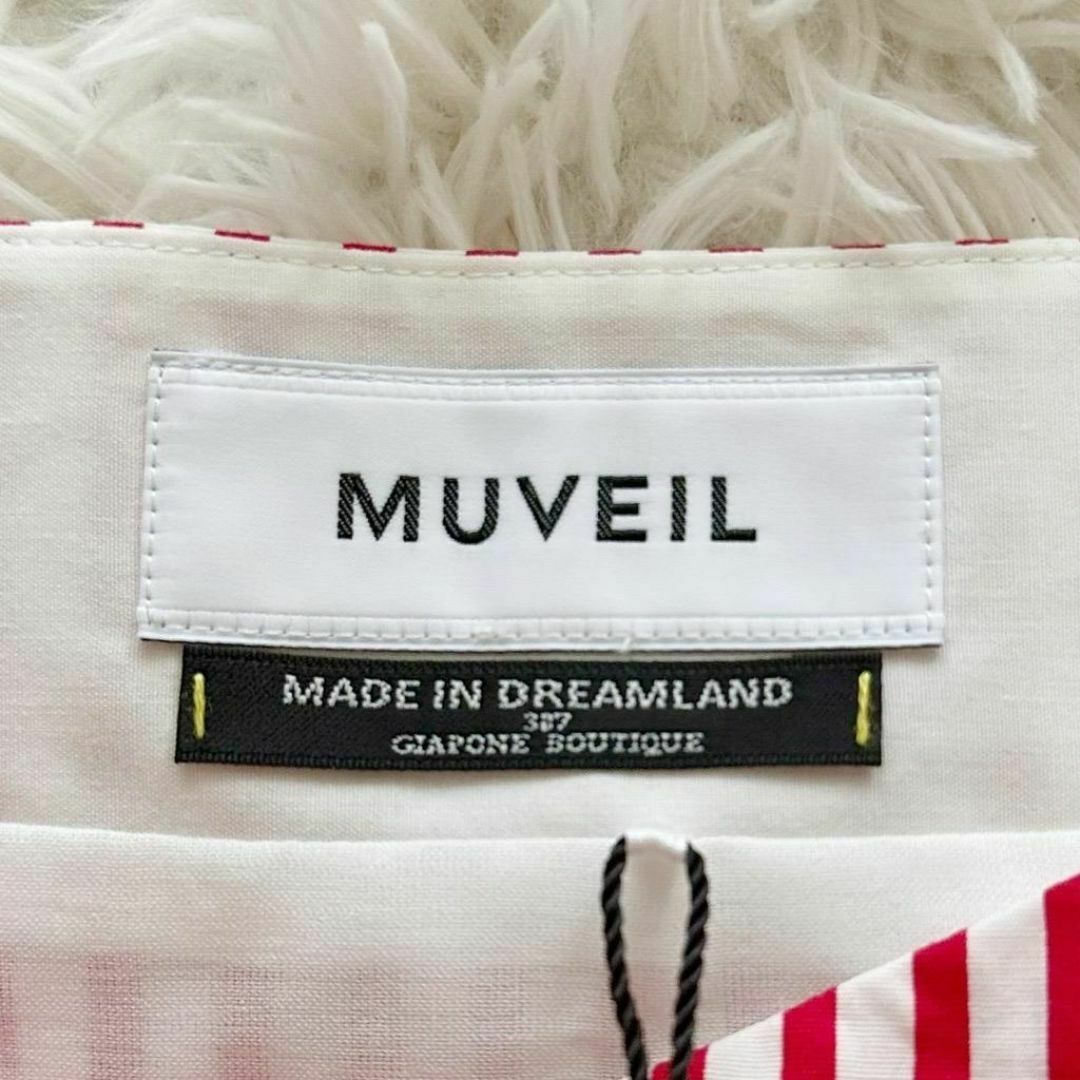 MUVEIL
MADE IN DREAMLAND
387
GIAPONE BOUTIQUE